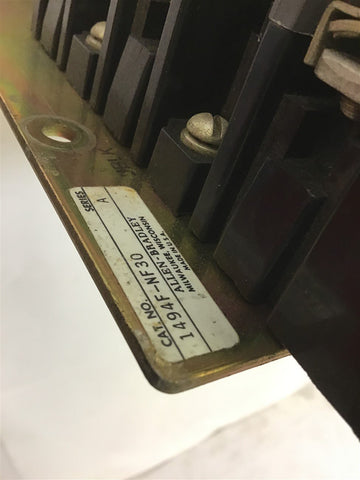 CAT. NO. SERIES
1494F-NF30 A
ALLEN-BRADLEY
MILWAUKEE, WISCONSIN
MADE IN U.S.A.